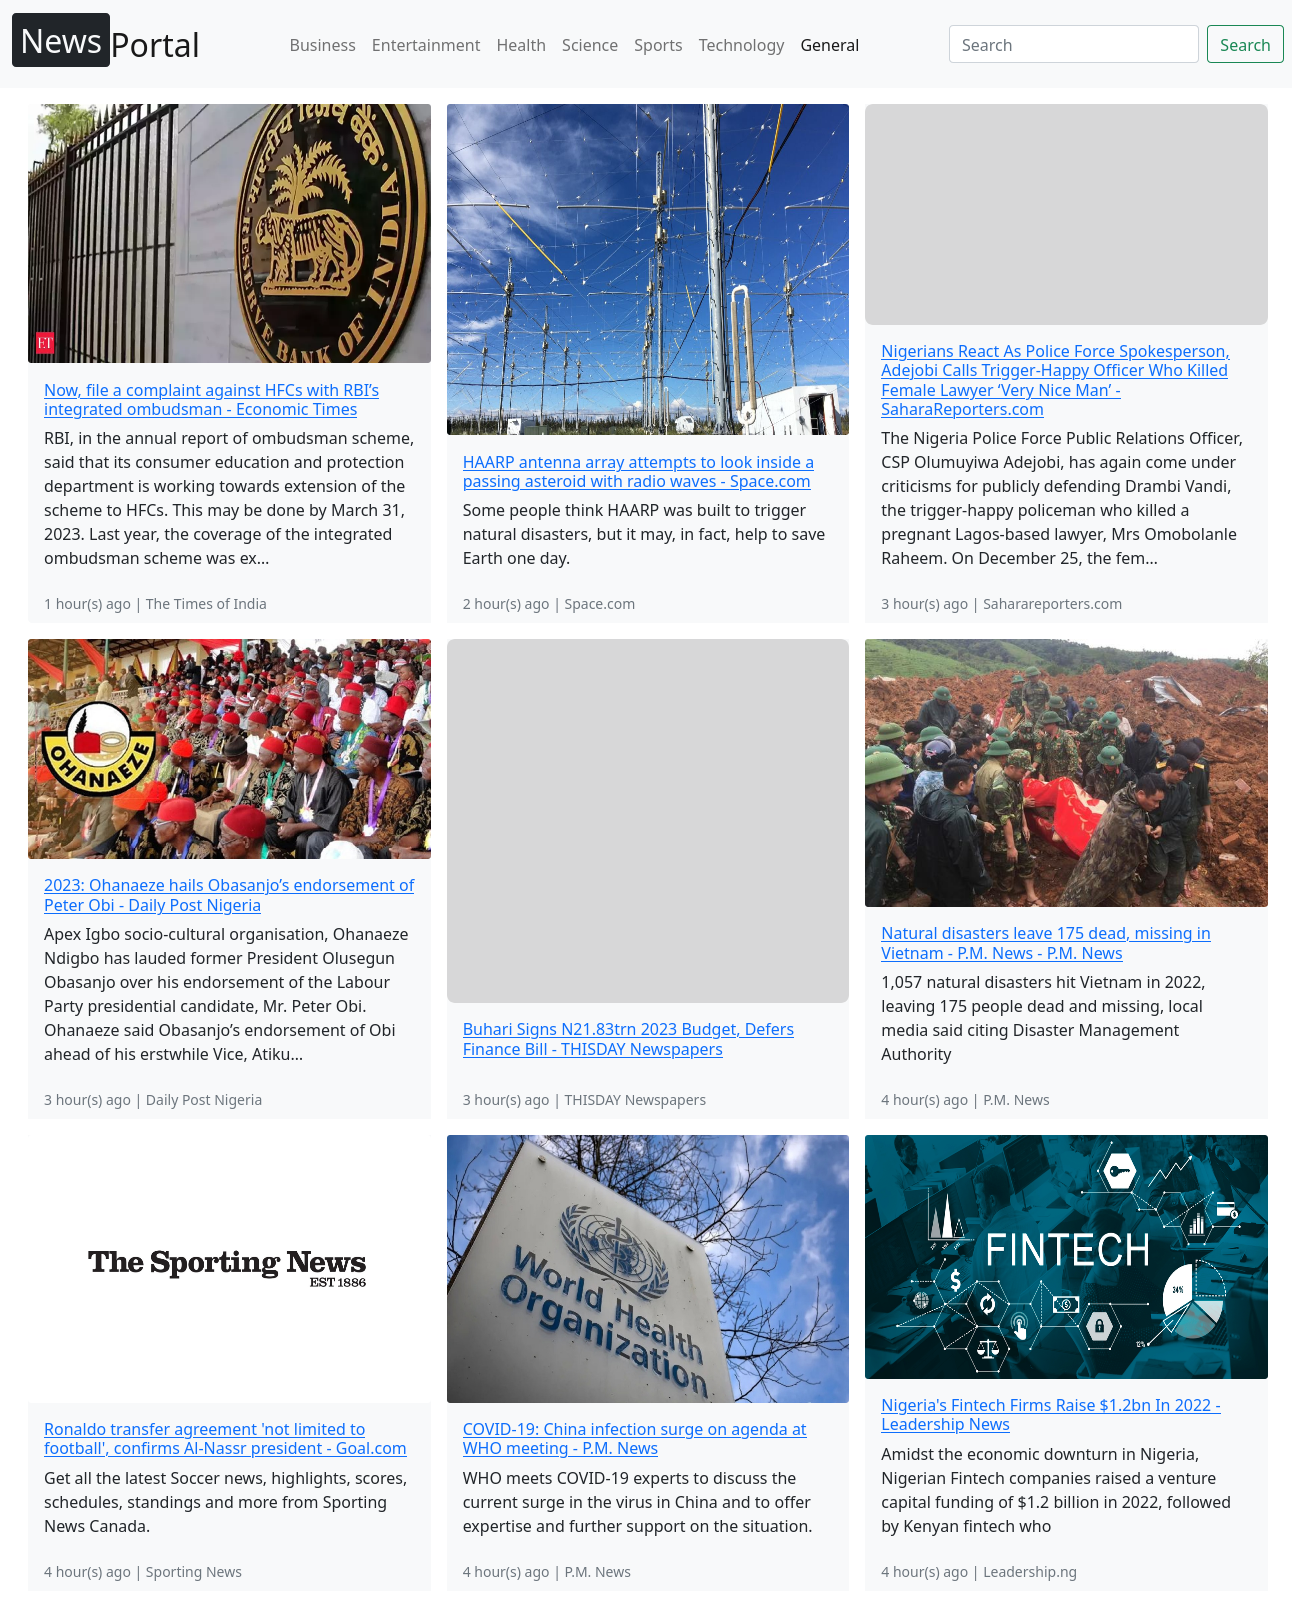 News Portal
Business Entertainment Health Science Sports Technology General
Search
Search
RESERVE BANK OF INDIA
ET
Now, file a complaint against HFCs with RBI’s
integrated ombudsman - Economic Times
RBI, in the annual report of ombudsman scheme,
said that its consumer education and protection
department is working towards extension of the
scheme to HFCs. This may be done by March 31,
2023. Last year, the coverage of the integrated
ombudsman scheme was ex…
1 hour(s) ago | The Times of India
HAARP antenna array attempts to look inside a
passing asteroid with radio waves - Space.com
Some people think HAARP was built to trigger
natural disasters, but it may, in fact, help to save
Earth one day.
2 hour(s) ago | Space.com
Nigerians React As Police Force Spokesperson,
Adejobi Calls Trigger-Happy Officer Who Killed
Female Lawyer ‘Very Nice Man’ -
SaharaReporters.com
The Nigeria Police Force Public Relations Officer,
CSP Olumuyiwa Adejobi, has again come under
criticisms for publicly defending Drambi Vandi,
the trigger-happy policeman who killed a
pregnant Lagos-based lawyer, Mrs Omobolanle
Raheem. On December 25, the fem…
3 hour(s) ago | Saharareporters.com
OHANAEZE
2023: Ohanaeze hails Obasanjo’s endorsement of
Peter Obi - Daily Post Nigeria
Apex Igbo socio-cultural organisation, Ohanaeze
Ndigbo has lauded former President Olusegun
Obasanjo over his endorsement of the Labour
Party presidential candidate, Mr. Peter Obi.
Ohanaeze said Obasanjo’s endorsement of Obi
ahead of his erstwhile Vice, Atiku…
3 hour(s) ago | Daily Post Nigeria
Buhari Signs N21.83trn 2023 Budget, Defers
Finance Bill - THISDAY Newspapers
3 hour(s) ago | THISDAY Newspapers
Natural disasters leave 175 dead, missing in
Vietnam - P.M. News - P.M. News
1,057 natural disasters hit Vietnam in 2022,
leaving 175 people dead and missing, local
media said citing Disaster Management
Authority
4 hour(s) ago | P.M. News
The Sporting News
EST 1886
Ronaldo transfer agreement 'not limited to
football', confirms Al-Nassr president - Goal.com
Get all the latest Soccer news, highlights, scores,
schedules, standings and more from Sporting
News Canada.
4 hour(s) ago | Sporting News
World Health
Organization
COVID-19: China infection surge on agenda at
WHO meeting - P.M. News
WHO meets COVID-19 experts to discuss the
current surge in the virus in China and to offer
expertise and further support on the situation.
4 hour(s) ago | P.M. News
FINTECH
34%
12%
Nigeria's Fintech Firms Raise $1.2bn In 2022 -
Leadership News
Amidst the economic downturn in Nigeria,
Nigerian Fintech companies raised a venture
capital funding of $1.2 billion in 2022, followed
by Kenyan fintech who
4 hour(s) ago | Leadership.ng